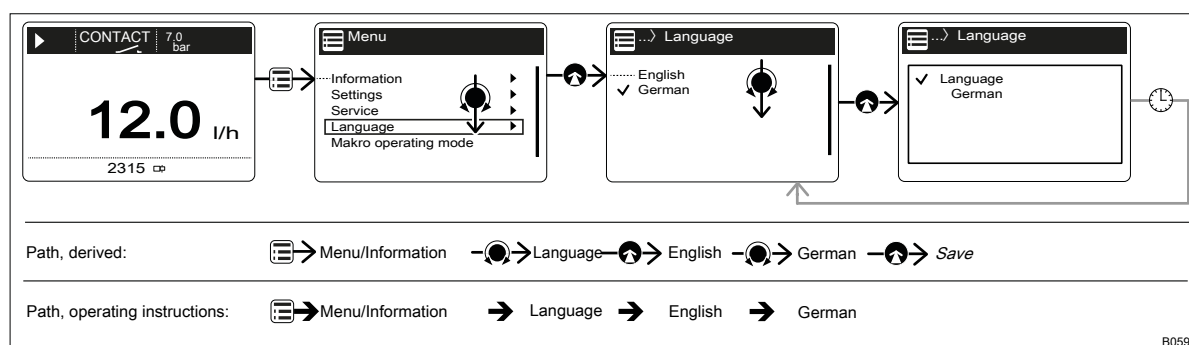 CONTACT 7.0 bar
12.0 l/h
2315
Menu
Information
Settings
Service
Language
Makro operating mode
...〉 Language
English
✓ German
...〉 Language
✓ Language
German
Path, derived: Menu/Information Language English German Save
Path, operating instructions: Menu/Information Language English German
B0596